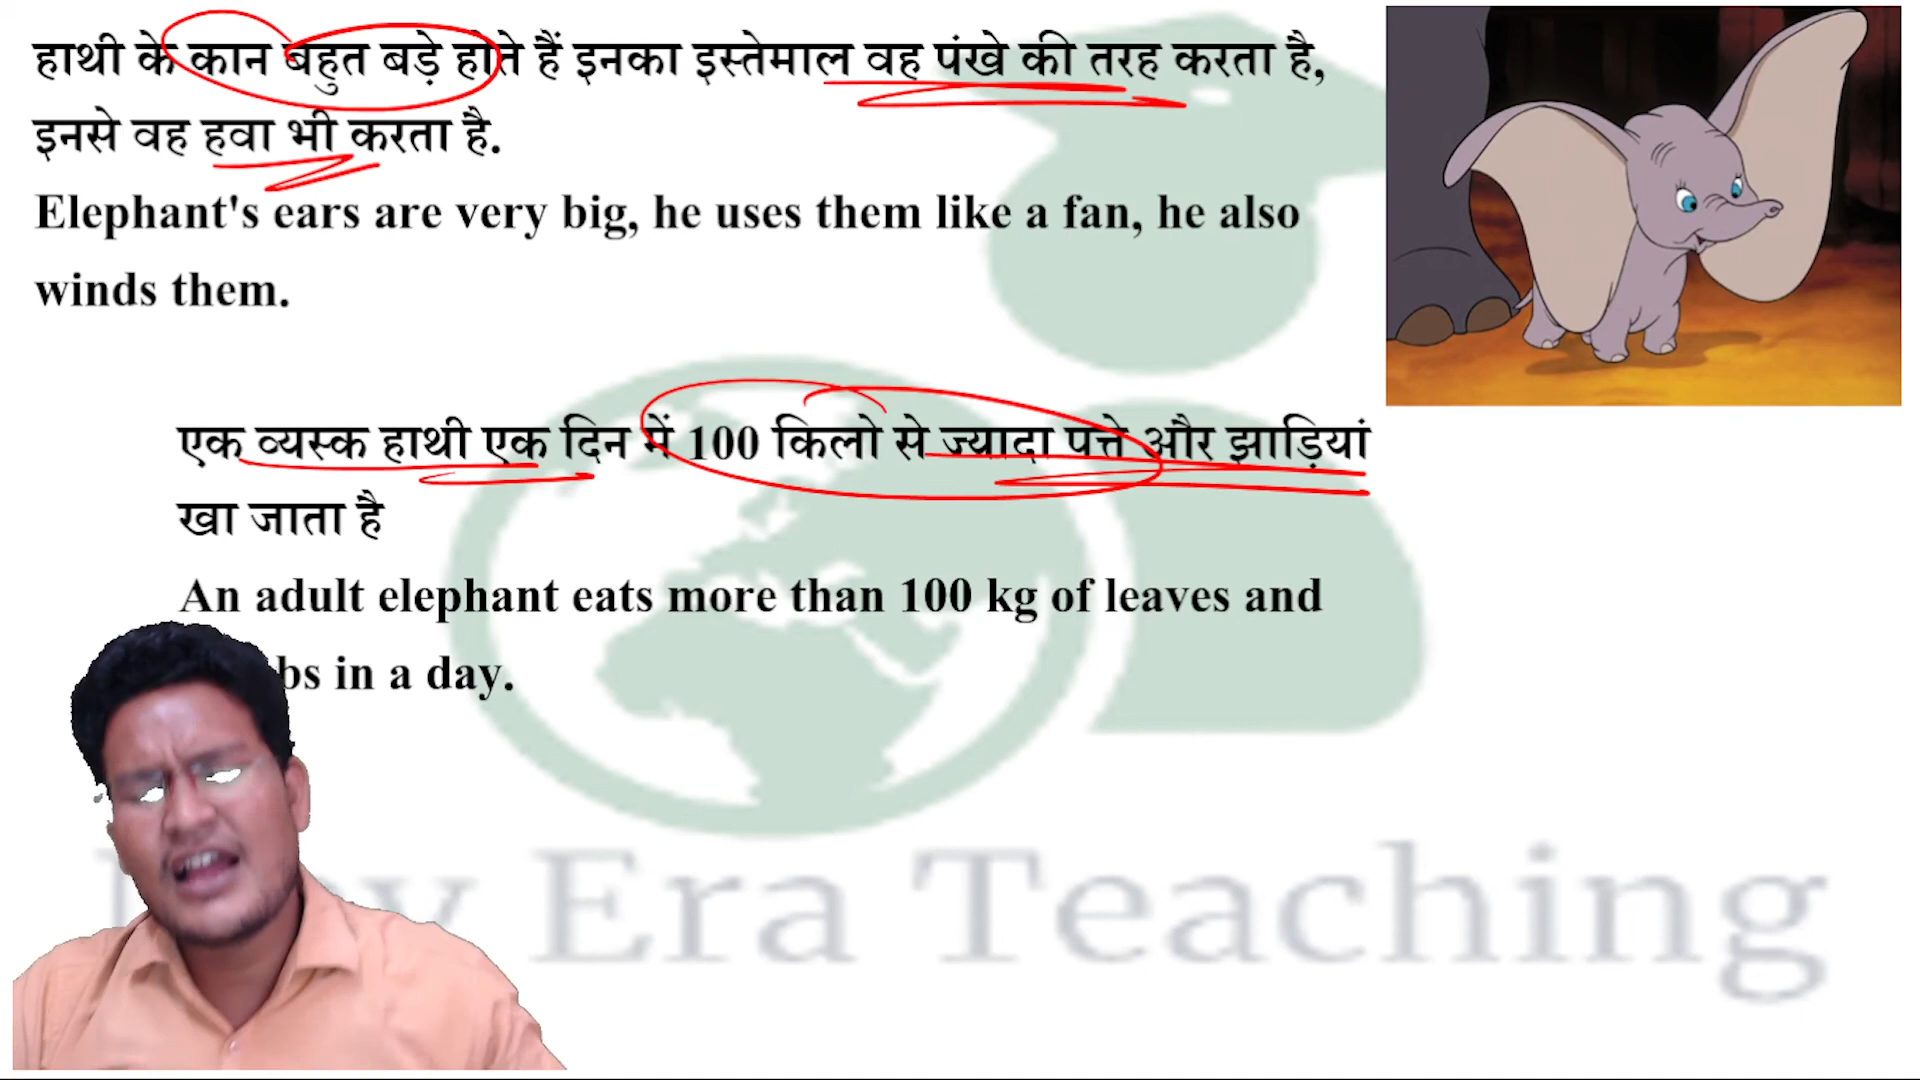 हाथी के कान बहुत बड़े होते हैं इनका इस्तेमाल वह पंखे की तरह करता है,
इनसे वह हवा भी करता है.
Elephant's ears are very big, he uses them like a fan, he also
winds them.
एक व्यस्क हाथी एक दिन में 100 किलो से ज्यादा पत्ते और झाड़ियां
खा जाता है
An adult elephant eats more than 100 kg of leaves and
bs in a day.
Era Teaching